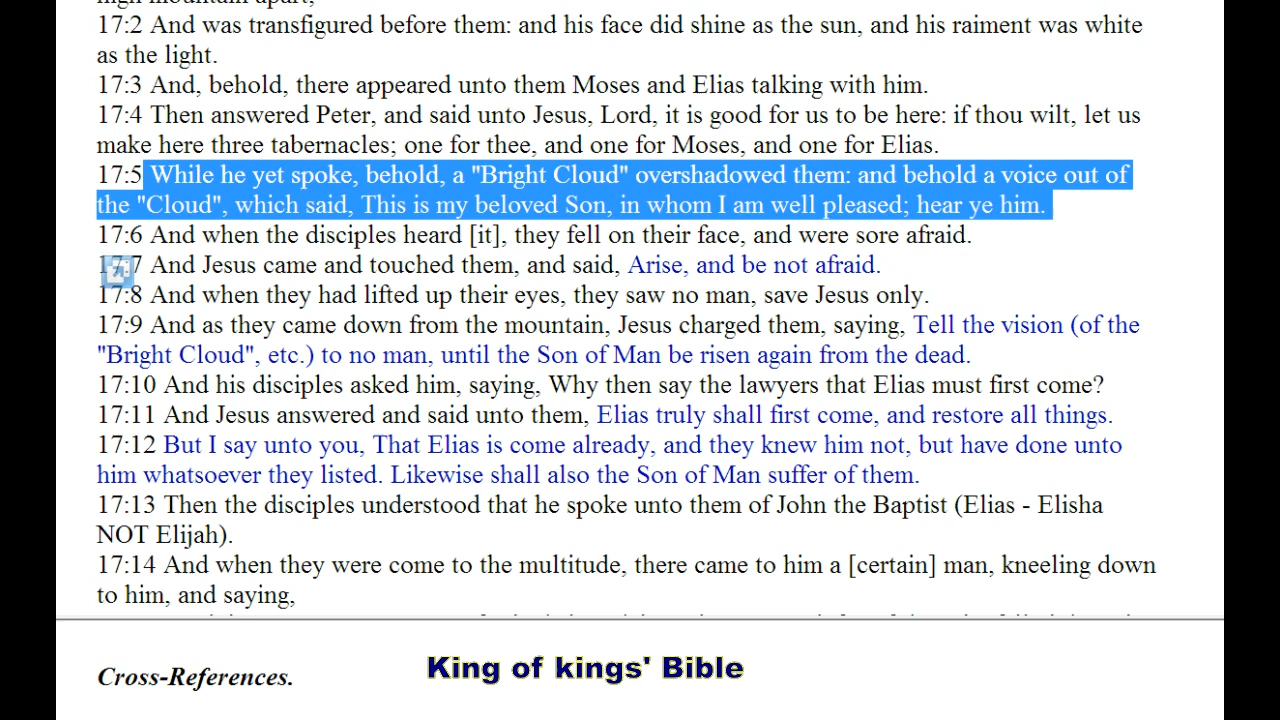 high mountain apart,
17:2 And was transfigured before them: and his face did shine as the sun, and his raiment was white
as the light.
17:3 And, behold, there appeared unto them Moses and Elias talking with him.
17:4 Then answered Peter, and said unto Jesus, Lord, it is good for us to be here: if thou wilt, let us
make here three tabernacles; one for thee, and one for Moses, and one for Elias.
17:5 While he yet spoke, behold, a "Bright Cloud" overshadowed them: and behold a voice out of
the "Cloud", which said, This is my beloved Son, in whom I am well pleased; hear ye him.
17:6 And when the disciples heard [it], they fell on their face, and were sore afraid.
17:7 And Jesus came and touched them, and said, Arise, and be not afraid.
17:8 And when they had lifted up their eyes, they saw no man, save Jesus only.
17:9 And as they came down from the mountain, Jesus charged them, saying, Tell the vision (of the
"Bright Cloud", etc.) to no man, until the Son of Man be risen again from the dead.
17:10 And his disciples asked him, saying, Why then say the lawyers that Elias must first come?
17:11 And Jesus answered and said unto them, Elias truly shall first come, and restore all things.
17:12 But I say unto you, That Elias is come already, and they knew him not, but have done unto
him whatsoever they listed. Likewise shall also the Son of Man suffer of them.
17:13 Then the disciples understood that he spoke unto them of John the Baptist (Elias - Elisha
NOT Elijah).
17:14 And when they were come to the multitude, there came to him a [certain] man, kneeling down
to him, and saying,
Cross-References.
King of kings' Bible